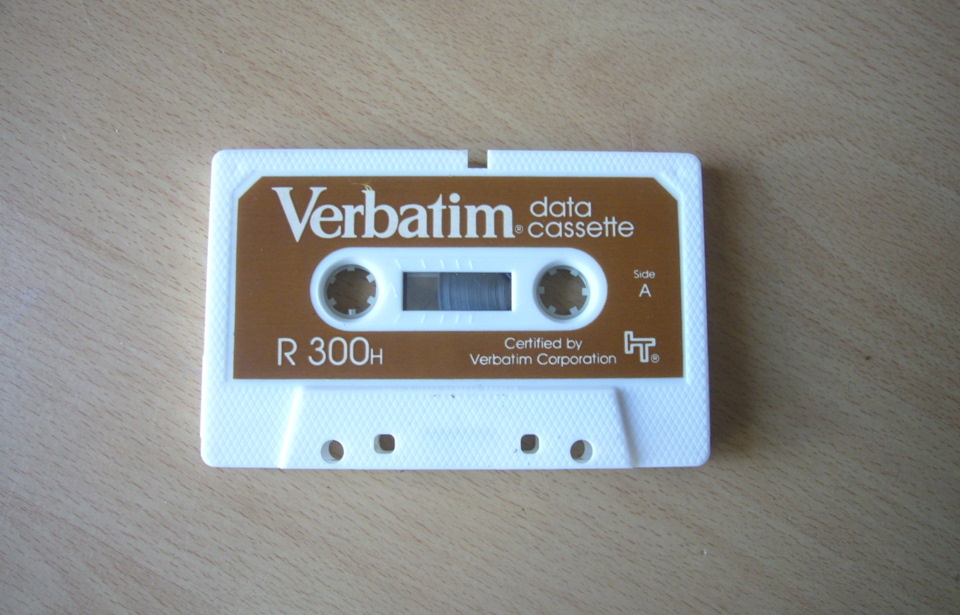 Verbatim® data
cassette
Side
A
R 300H
Certified by
Verbatim Corporation
®